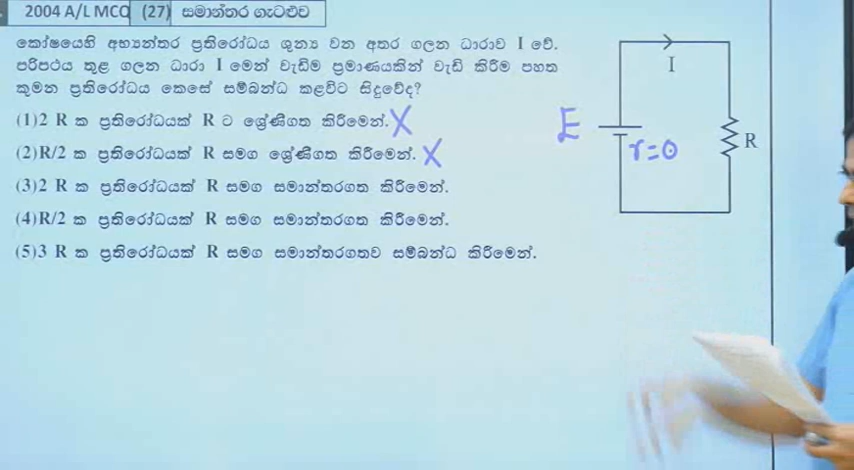 2004 A/L MCQ (27) සමාන්තර ගැටළුව
කෝෂයෙහි අභ්‍යන්තර ප්‍රතිරෝධය ශුන්‍ය වන අතර ගලන ධාරාව I වේ.
පරිපථය තුළ ගලන ධාරා I මෙන් වැඩිම ප්‍රමාණයකින් වැඩි කිරීම පහත
කුමන ප්‍රතිරෝධය කෙසේ සම්බන්ධ කළවිට සිදුවේද?
(1)2 R ක ප්‍රතිරෝධයක් R ට ශ්‍රේණිගත කිරීමෙන්. X
(2)R/2 ක ප්‍රතිරෝධයක් R සමග ශ්‍රේණිගත කිරීමෙන්. X
(3)2 R ක ප්‍රතිරෝධයක් R සමග සමාන්තරගත කිරීමෙන්.
(4)R/2 ක ප්‍රතිරෝධයක් R සමග සමාන්තරගත කිරීමෙන්.
(5)3 R ක ප්‍රතිරෝධයක් R සමග සමාන්තරගතව සම්බන්ධ කිරීමෙන්.
I
E
r=0
R